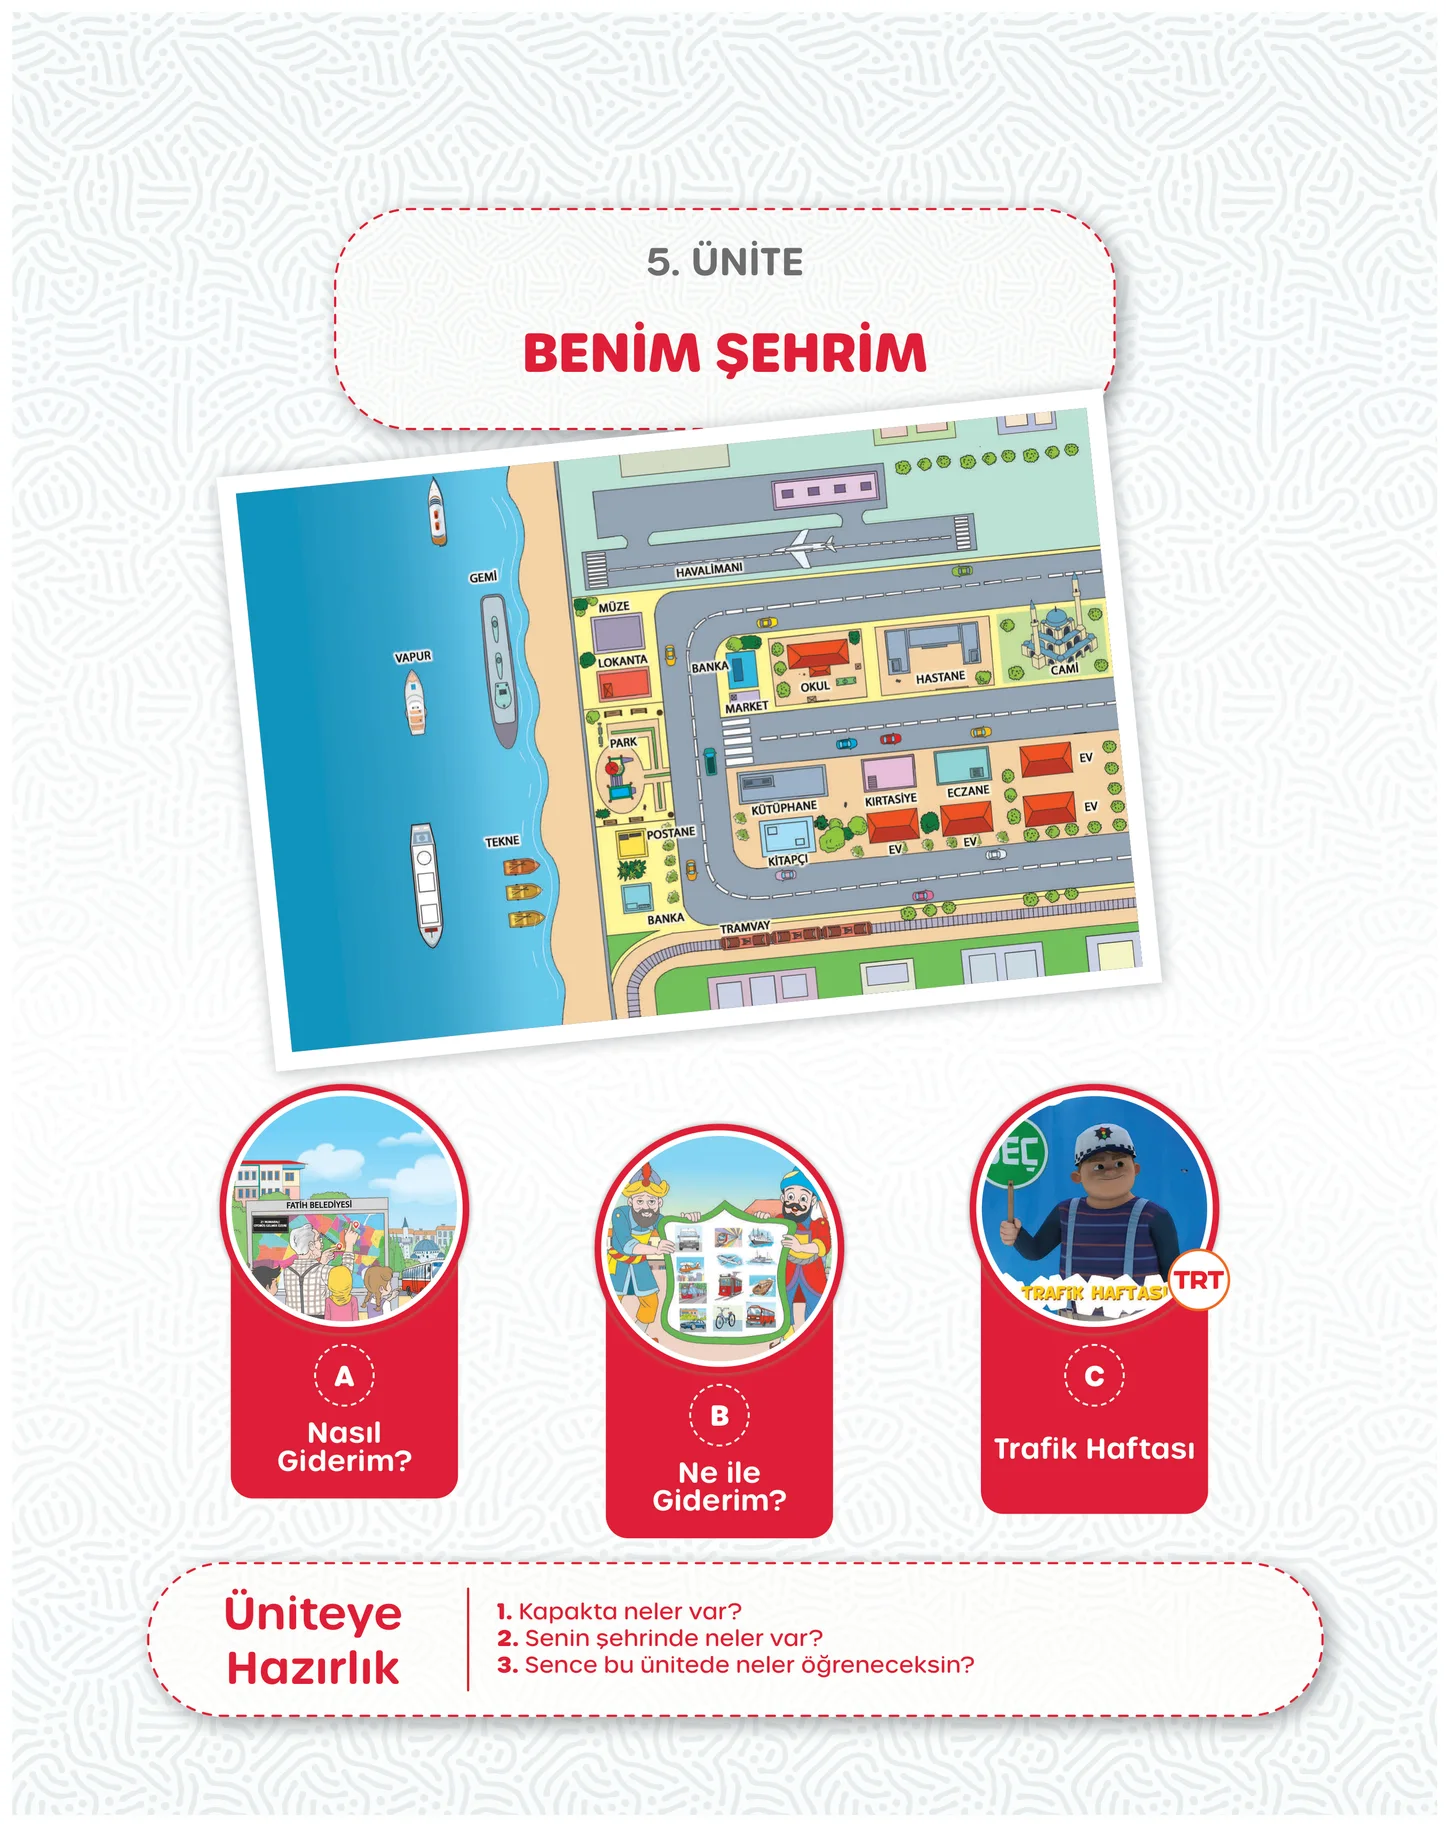 5. ÜNİTE
BENİM ŞEHRİM
HAVALİMANI
GEMİ
MÜZE
VAPUR
LOKANTA
BANKA
OKUL
HASTANE
CAMİ
MARKET
PARK
EV
KÜTÜPHANE
KIRTASİYE
ECZANE
EV
POSTANE
TEKNE
KİTAPÇI
EV
EV
BANKA
TRAMVAY
FATİH BELEDİYESİ
EÇ
TRAFİK HAFTASI
TRT
A
Nasıl
Giderim?
B
Ne ile
Giderim?
C
Trafik Haftası
Üniteye
Hazırlık
1. Kapakta neler var?
2. Senin şehrinde neler var?
3. Sence bu ünitede neler öğreneceksin?